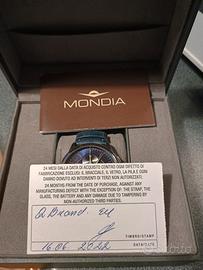 MONDIA
24 MESI DALLA DATA DI ACQUISTO CONTRO OGNI DIFETTO DI
FABBRICAZIONE ESCLUSI IL BRACCIALE, IL VETRO, LA PILA E OGNI
DANNO DOVUTO AD INTERVENTI DI TERZI NON AUTORIZZATI.
24 MONTHS FROM THE DATE OF PURCHASE, AGAINST ANY
MANUFACTURED DEFECT WITH THE EXCEPTION OF, THE STRAP, THE
GLASS, THE BATTERY AND ANY DAMAGE DUE TO TAMPERING BY
NON-AUTHORIZED THIRD PARTIES.
TIMBRO/STAMP
16.06 2022
DATA/DATE
subito